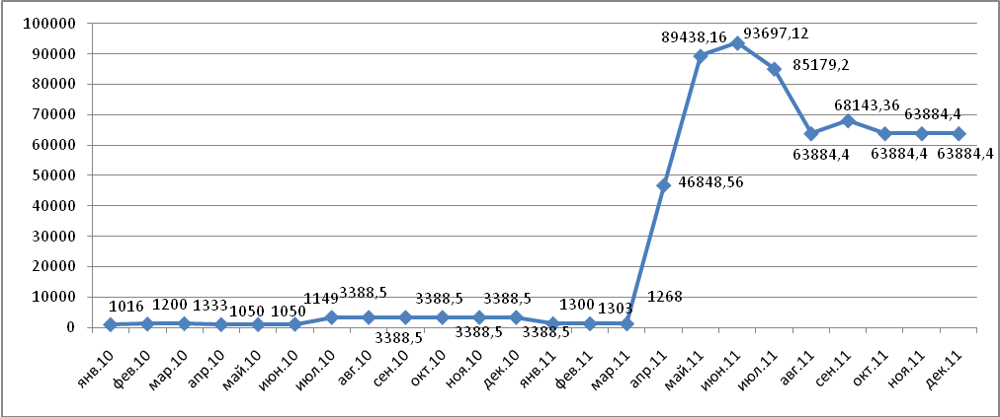 100000
90000
80000
70000
60000
50000
40000
30000
20000
10000
0
1016
1200
1333
1050
1050
1149
3388,5
3388,5
3388,5
3388,5
3388,5
3388,5
1300
1303
1268
46848,56
89438,16
93697,12
85179,2
63884,4
68143,36
63884,4
63884,4
63884,4
янв.10
фев.10
мар.10
апр.10
май.10
июн.10
июл.10
авг.10
сен.10
окт.10
ноя.10
дек.10
янв.11
фев.11
мар.11
апр.11
май.11
июн.11
июл.11
авг.11
сен.11
окт.11
ноя.11
дек.11